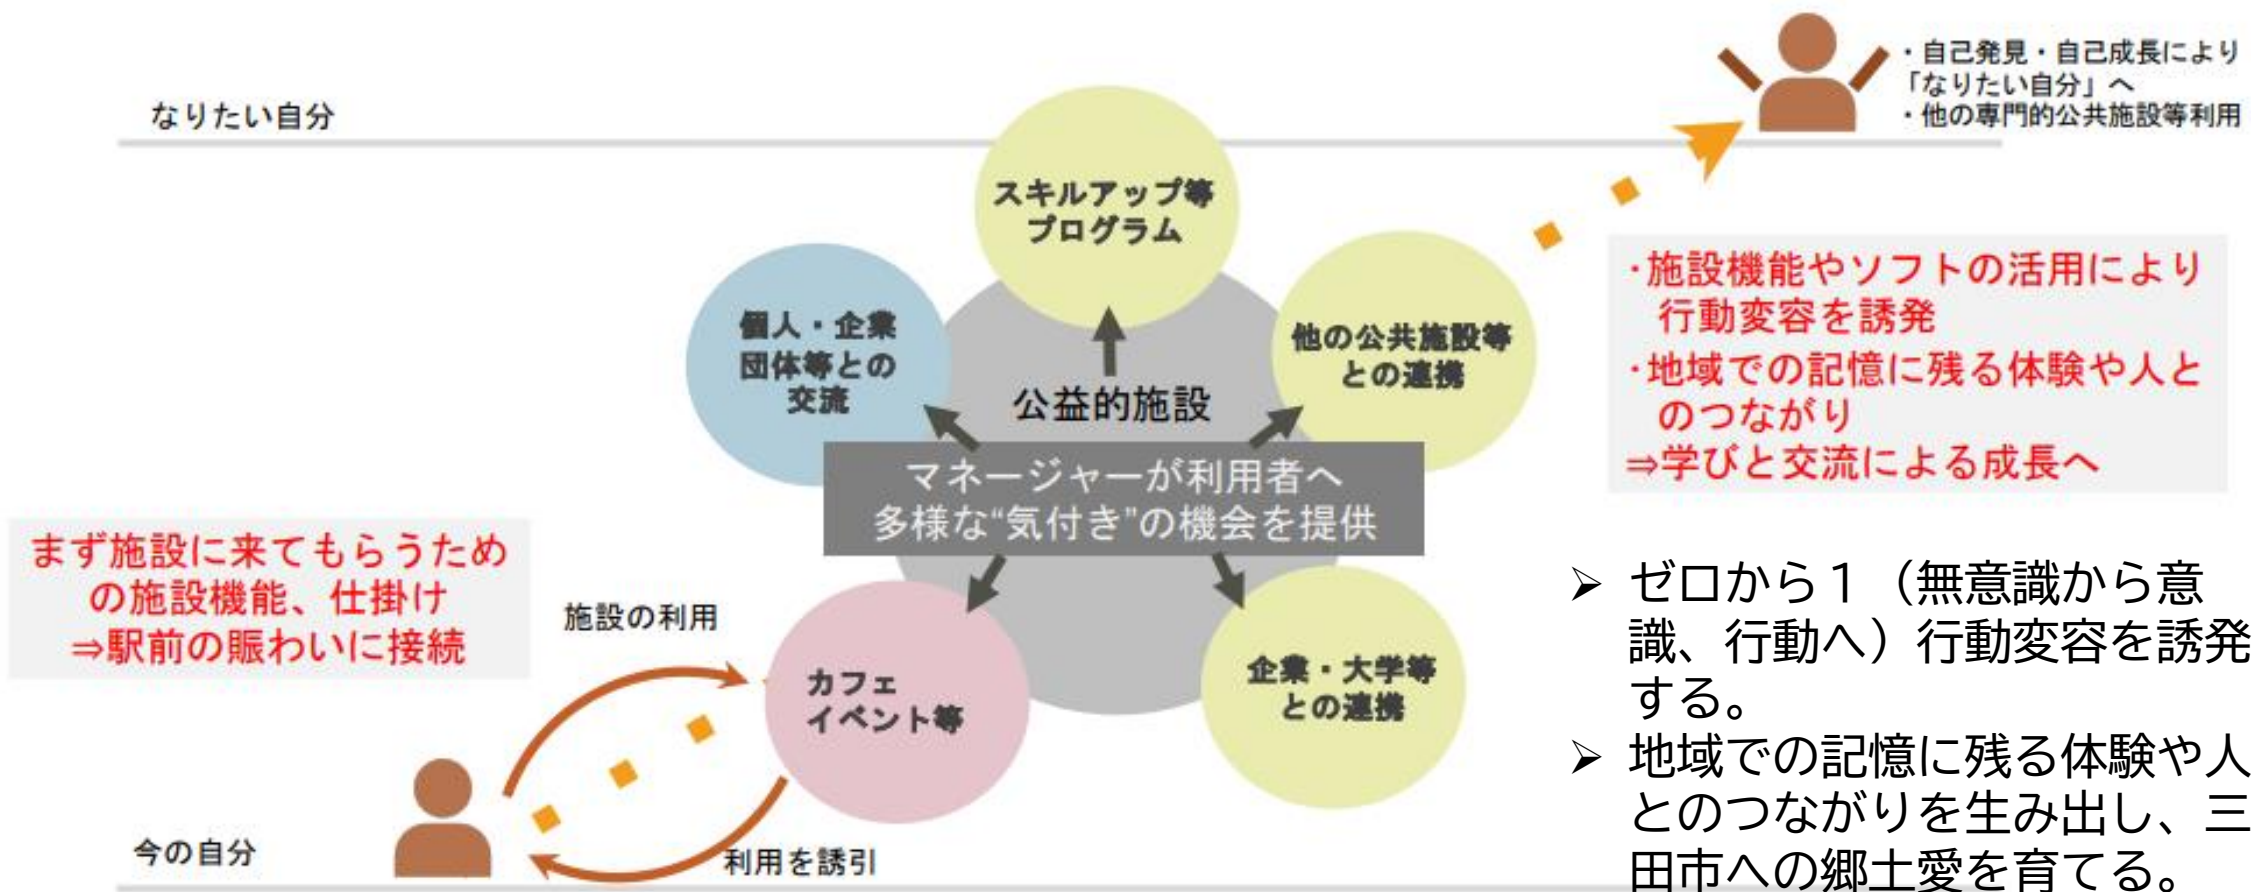 なりたい自分
・自己発見・自己成長により
「なりたい自分」へ
・他の専門的公共施設等利用
スキルアップ等
プログラム
個人・企業
団体等との
交流
他の公共施設等
との連携
公益的施設
マネージャーが利用者へ
多様な“気付き”の機会を提供
・施設機能やソフトの活用により
行動変容を誘発
・地域での記憶に残る体験や人と
のつながり
⇒学びと交流による成長へ
まず施設に来てもらうため
の施設機能、仕掛け
⇒駅前の賑わいに接続
施設の利用
カフェ
イベント等
企業・大学等
との連携
➢ ゼロから１（無意識から意
識、行動へ）行動変容を誘発
する。
➢ 地域での記憶に残る体験や人
とのつながりを生み出し、三
田市への郷土愛を育てる。
今の自分
利用を誘引